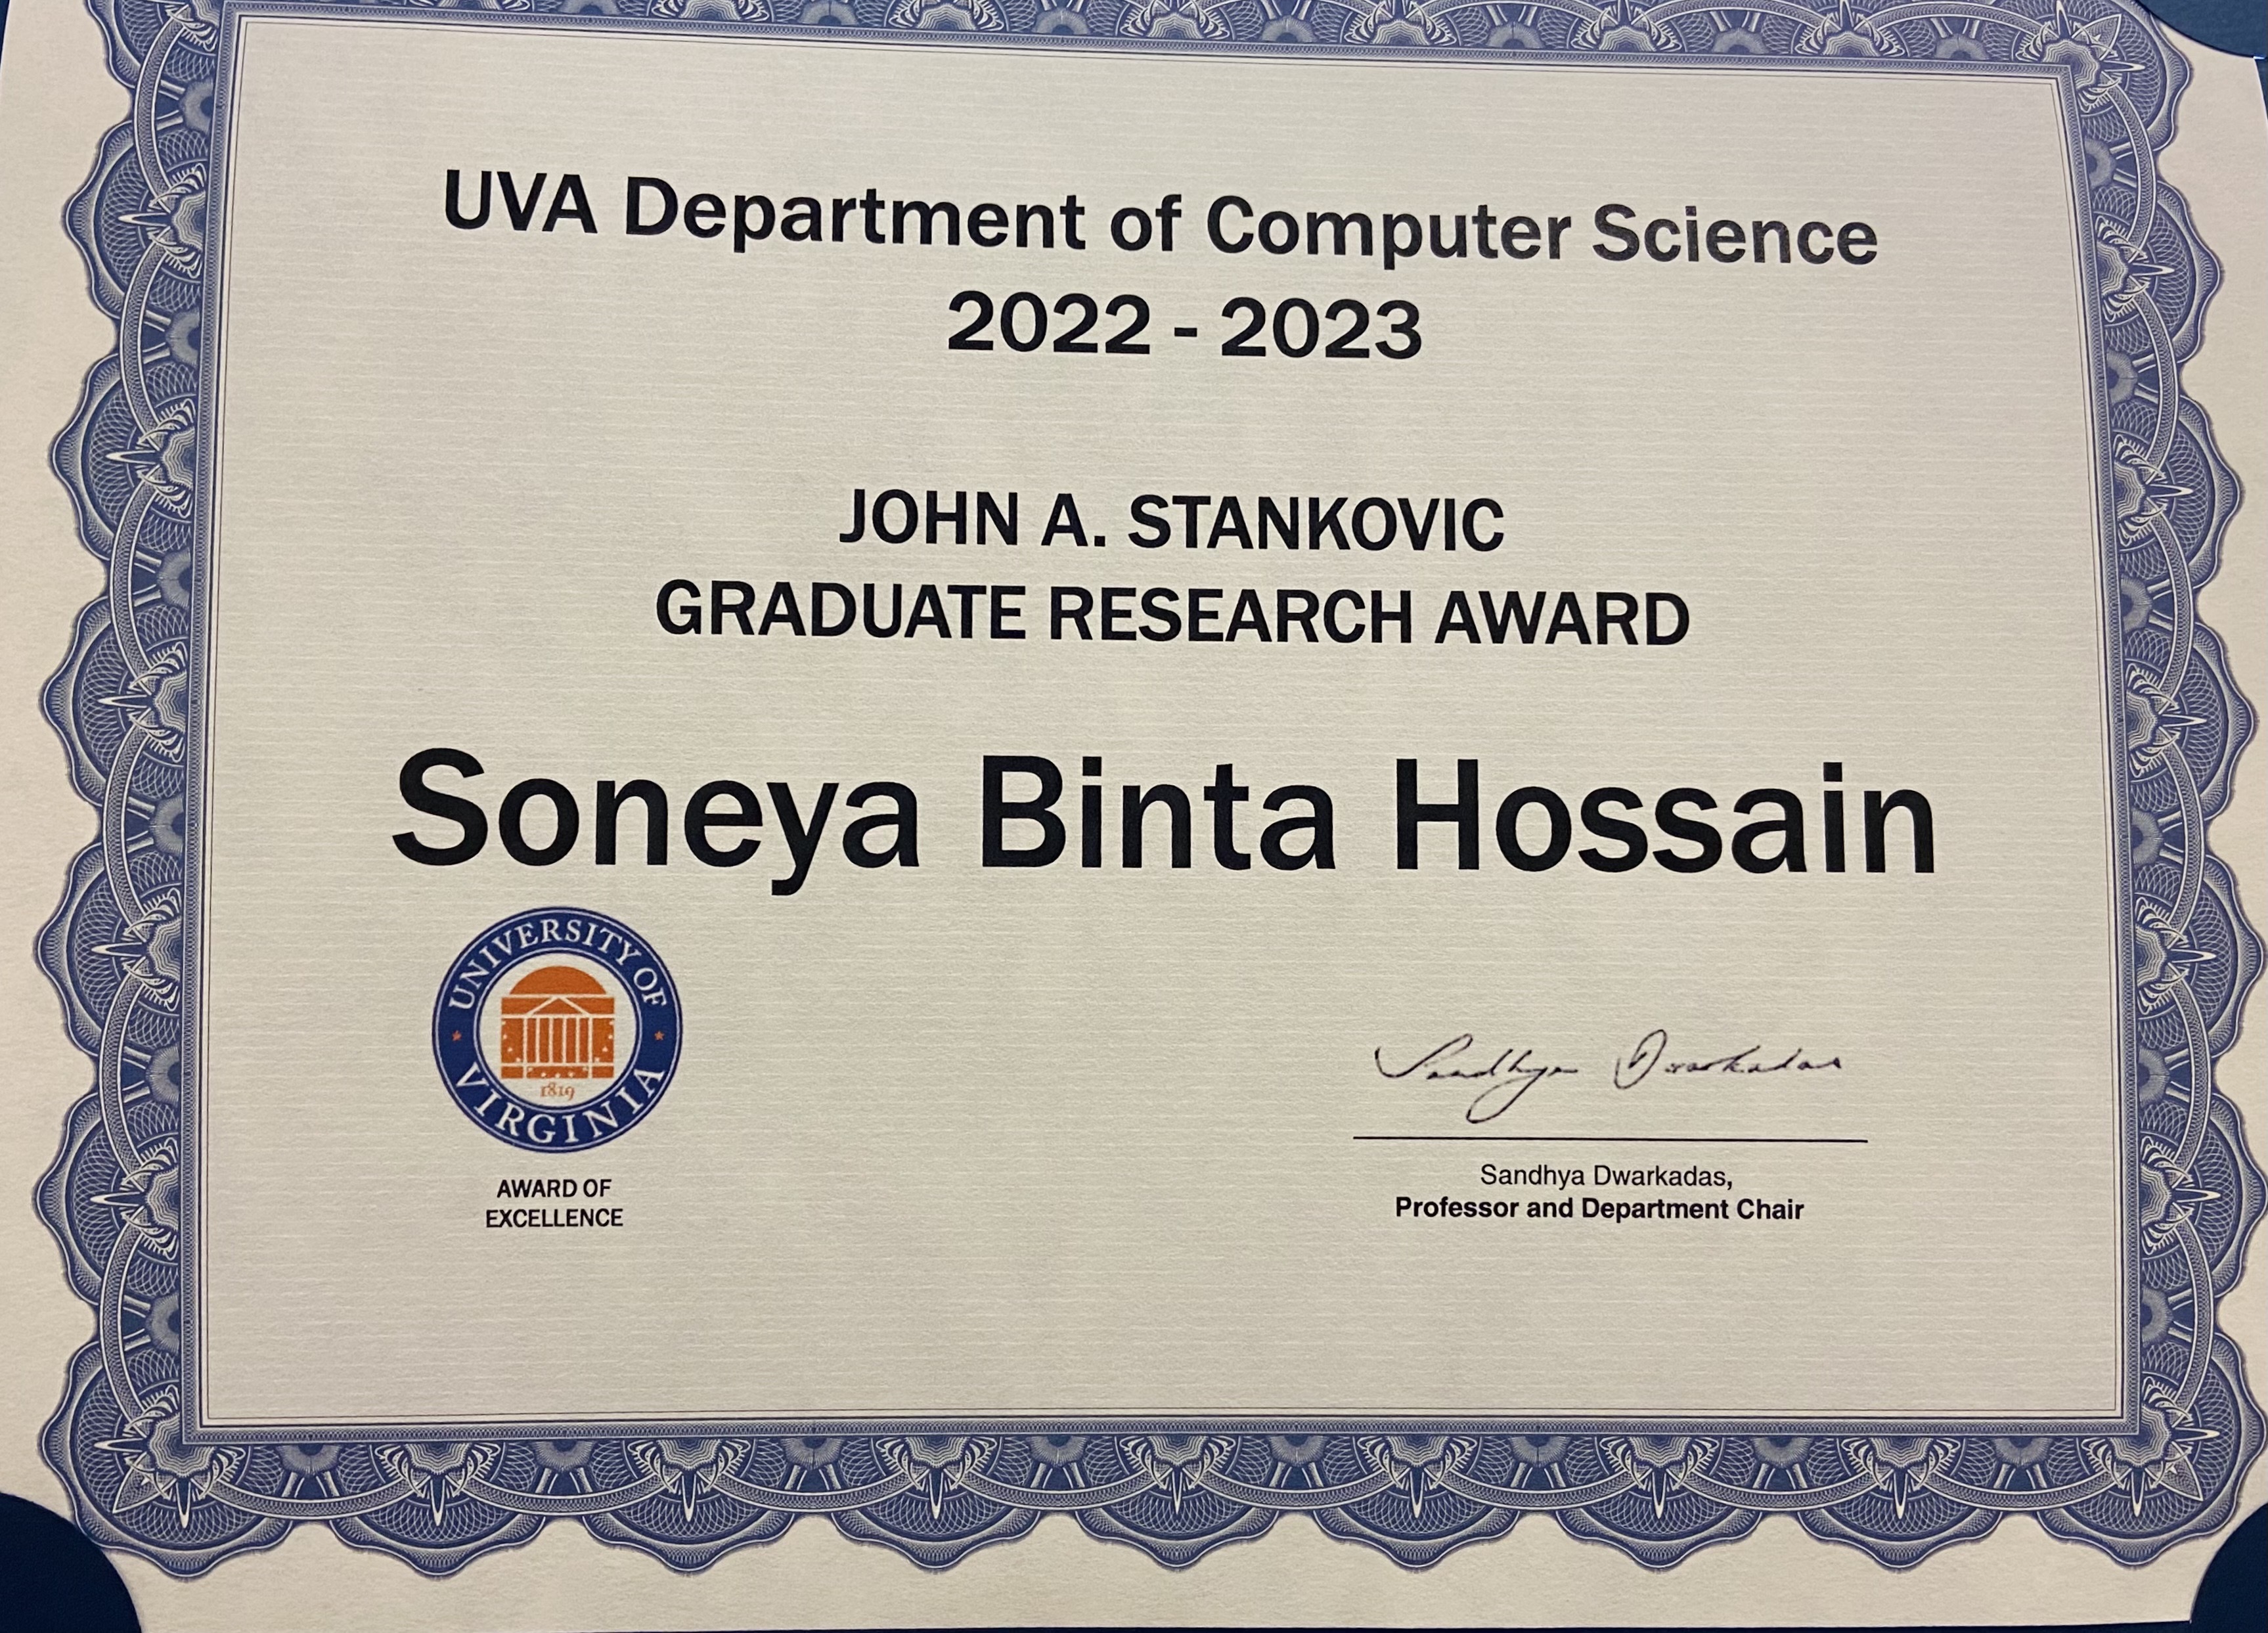 UVA Department of Computer Science
2022 - 2023
JOHN A. STANKOVIC
GRADUATE RESEARCH AWARD
Soneya Binta Hossain
UNIVERSITY OF
VIRGINIA
1819
AWARD OF
EXCELLENCE
Sandhya Dwarkadas
Sandhya Dwarkadas,
Professor and Department Chair